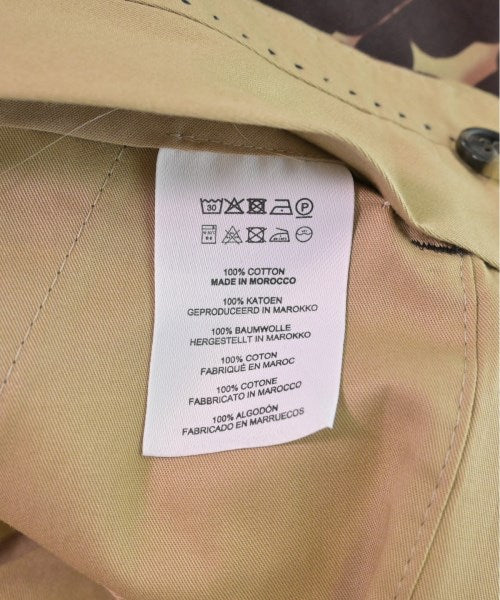 30 P
100% COTTON
MADE IN MOROCCO
100% KATOEN
GEPRODUCEERD IN MAROKKO
100% BAUMWOLLE
HERGESTELLT IN MAROKKO
100% COTON
FABRIQUÉ EN MAROC
100% COTONE
FABBRICATO IN MAROCCO
100% ALGODÓN
FABRICADO EN MARRUECOS